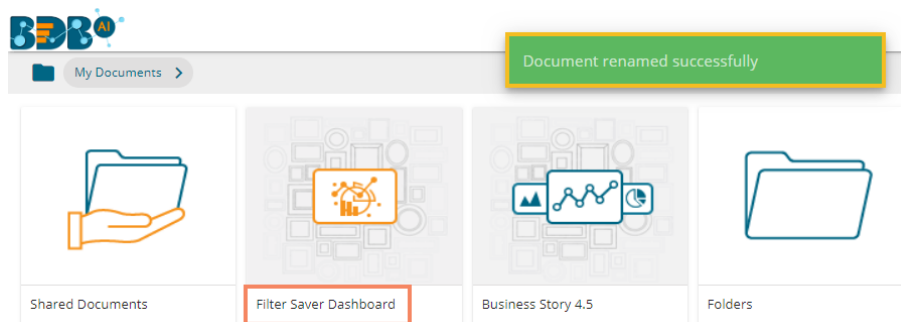 BDB AI
Document renamed successfully
My Documents
Shared Documents
Filter Saver Dashboard
Business Story 4.5
Folders